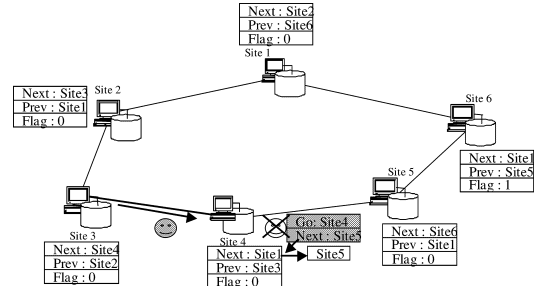 Next : Site2
Prev : Site6
Flag : 0
Site 1
Next : Site3
Prev : Site1
Flag : 0
Site 2
Site 6
Next : Site1
Prev : Site5
Flag : 1
Site 5
Next : Site6
Prev : Site1
Flag : 0
Site 3
Next : Site4
Prev : Site2
Flag : 0
Go: Site4
Next : Site5
Site 4
Next : Site1
Prev : Site3
Flag : 0
Site5